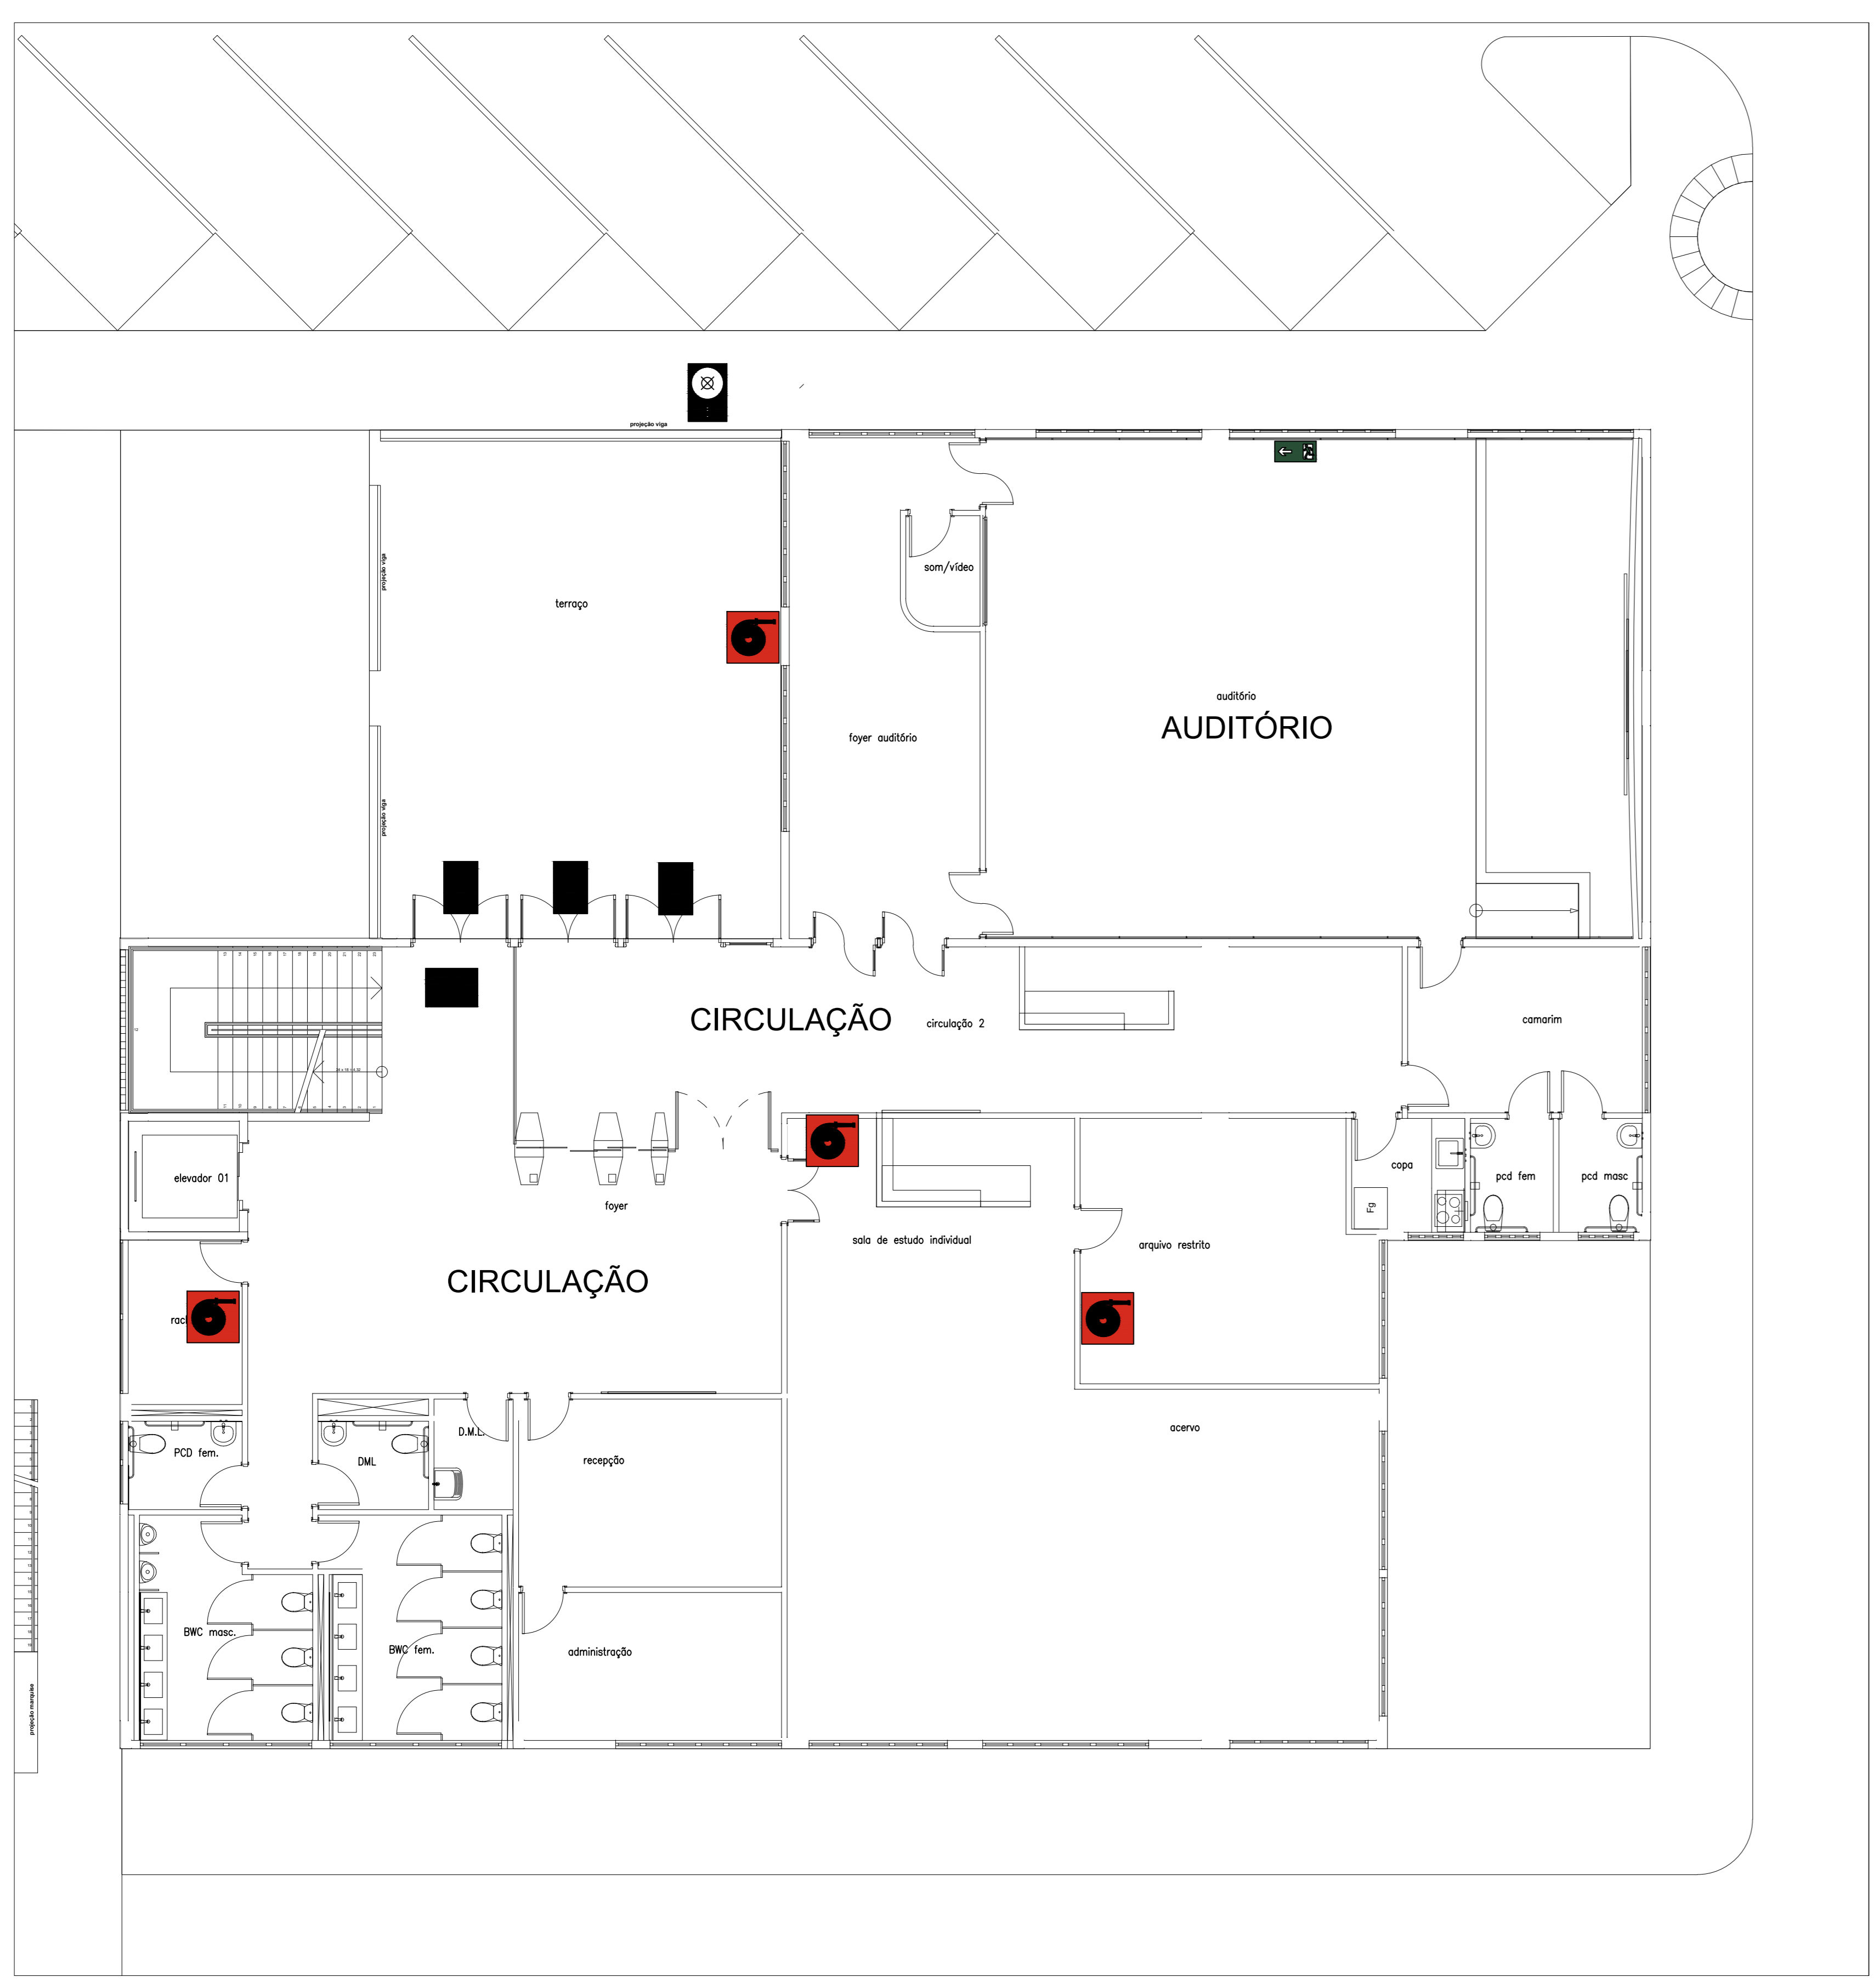 projeção viga
projeção viga
som/vídeo
terraço
auditório
AUDITÓRIO
foyer auditório
projeção viga
CIRCULAÇÃO
circulação 2
camarim
elevador 01
copa
pcd fem
pcd masc
foyer
Fg
sala de estudo individual
arquivo restrito
CIRCULAÇÃO
acervo
D.M.L.
PCD fem.
DML
recepção
BWC masc.
BWC fem.
administração
projeção marquise